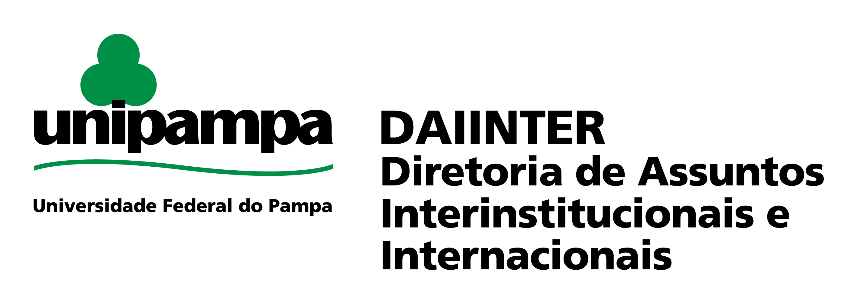 unipampa
Universidade Federal do Pampa
DAIINTER
Diretoria de Assuntos
Interinstitucionais e
Internacionais